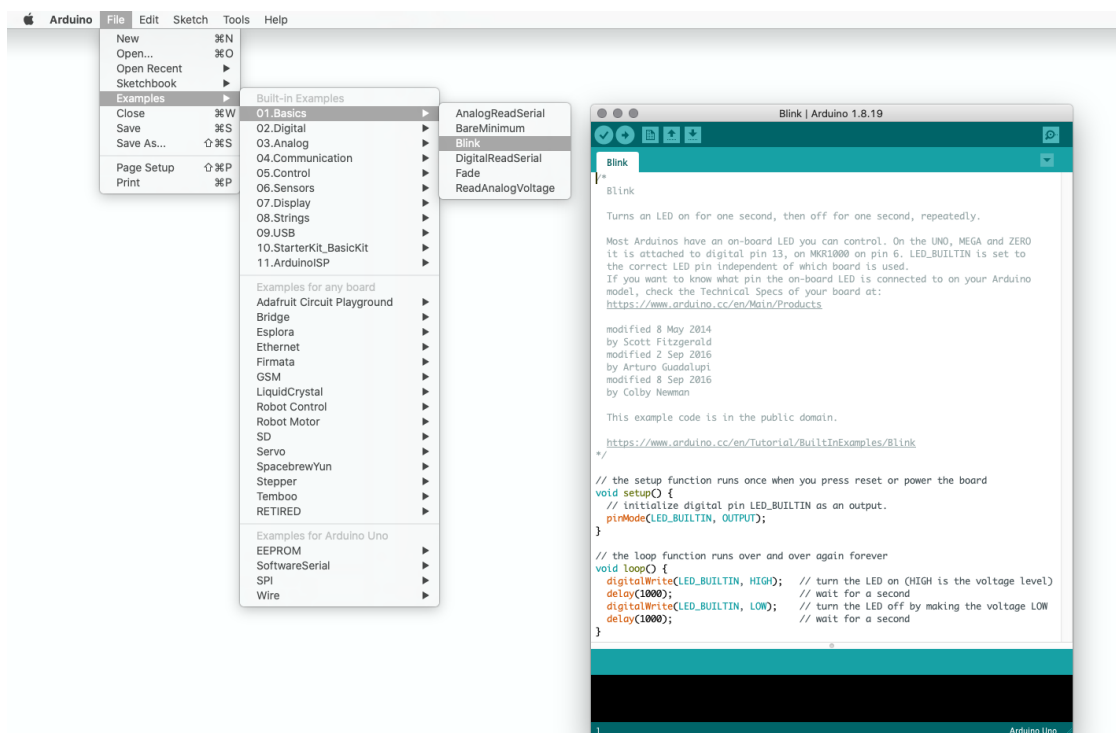 Arduino File Edit Sketch Tools Help
New ⌘N
Open... ⌘O
Open Recent ▶
Sketchbook ▶
Examples ▶
Close ⌘W
Save ⌘S
Save As... ⇧⌘S
Page Setup ⇧⌘P
Print ⌘P
Built-in Examples
01.Basics ▶
02.Digital ▶
03.Analog ▶
04.Communication ▶
05.Control ▶
06.Sensors ▶
07.Display ▶
08.Strings ▶
09.USB ▶
10.StarterKit_BasicKit ▶
11.ArduinoISP ▶
Examples for any board
Adafruit Circuit Playground ▶
Bridge ▶
Esplora ▶
Ethernet ▶
Firmata ▶
GSM ▶
LiquidCrystal ▶
Robot Control ▶
Robot Motor ▶
SD ▶
Servo ▶
SpacebrewYun ▶
Stepper ▶
Temboo ▶
RETIRED ▶
Examples for Arduino Uno
EEPROM ▶
SoftwareSerial ▶
SPI ▶
Wire ▶
AnalogReadSerial
BareMinimum
Blink
DigitalReadSerial
Fade
ReadAnalogVoltage
Blink | Arduino 1.8.19
Blink
/*
  Blink
  Turns an LED on for one second, then off for one second, repeatedly.
  Most Arduinos have an on-board LED you can control. On the UNO, MEGA and ZERO
  it is attached to digital pin 13, on MKR1000 on pin 6. LED_BUILTIN is set to
  the correct LED pin independent of which board is used.
  If you want to know what pin the on-board LED is connected to on your Arduino
  model, check the Technical Specs of your board at:
  https://www.arduino.cc/en/Main/Products
  modified 8 May 2014
  by Scott Fitzgerald
  modified 2 Sep 2016
  by Arturo Guadalupi
  modified 8 Sep 2016
  by Colby Newman
  This example code is in the public domain.
  https://www.arduino.cc/en/Tutorial/BuiltInExamples/Blink
*/
// the setup function runs once when you press reset or power the board
void setup() {
  // initialize digital pin LED_BUILTIN as an output.
  pinMode(LED_BUILTIN, OUTPUT);
}
// the loop function runs over and over again forever
void loop() {
  digitalWrite(LED_BUILTIN, HIGH);   // turn the LED on (HIGH is the voltage level)
  delay(1000);                       // wait for a second
  digitalWrite(LED_BUILTIN, LOW);    // turn the LED off by making the voltage LOW
  delay(1000);                       // wait for a second
}
1 Arduino Uno